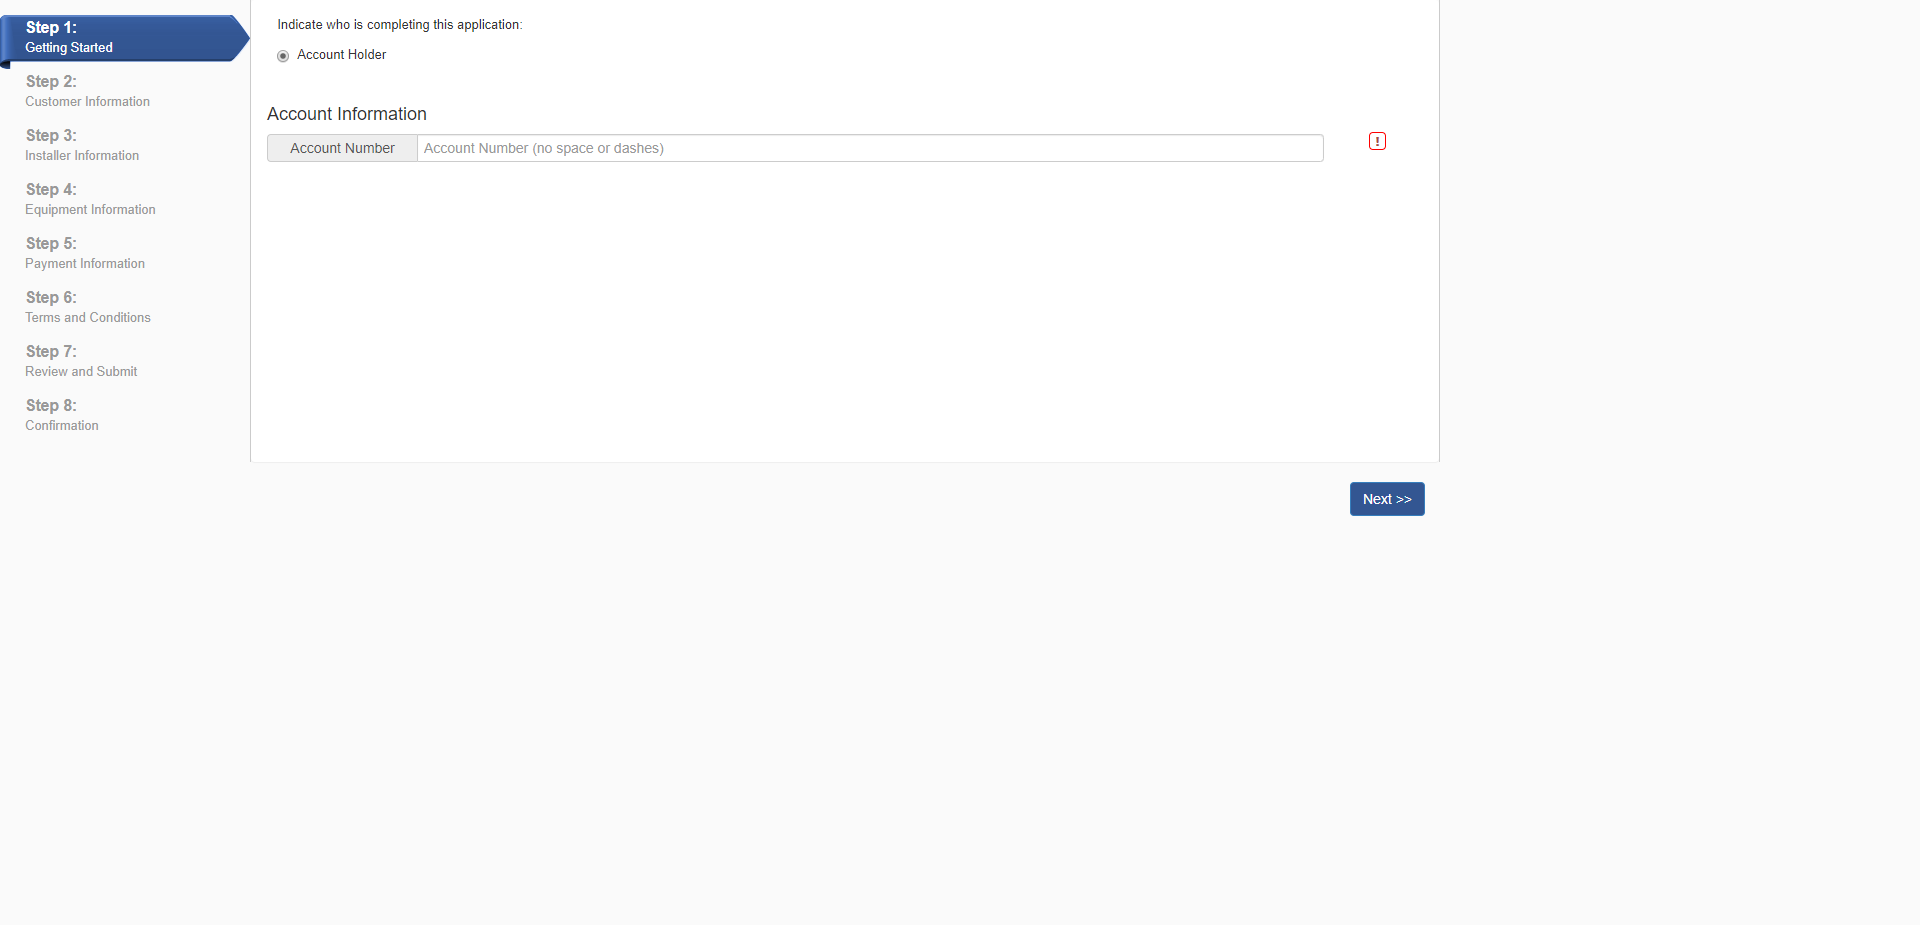 Step 1:
Getting Started
Step 2:
Customer Information
Step 3:
Installer Information
Step 4:
Equipment Information
Step 5:
Payment Information
Step 6:
Terms and Conditions
Step 7:
Review and Submit
Step 8:
Confirmation
Indicate who is completing this application:
Account Holder
Account Information
Account Number Account Number (no space or dashes) !
Next >>